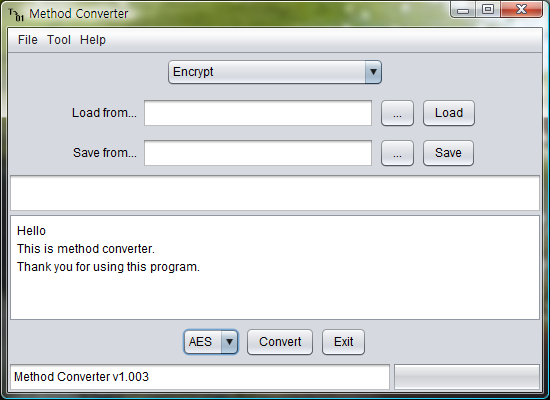 Method Converter
File Tool Help
Encrypt
Load from... ... Load
Save from... ... Save
Hello
This is method converter.
Thank you for using this program.
AES Convert Exit
Method Converter v1.003